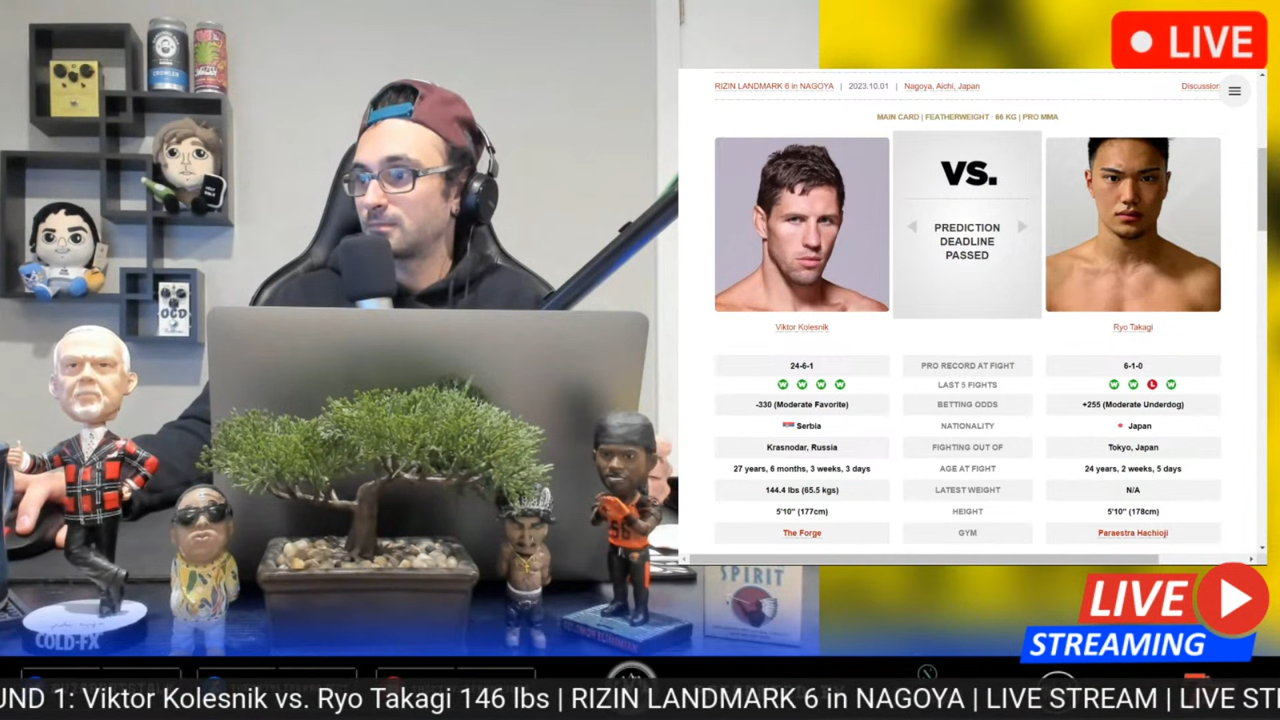 LIVE
RIZIN LANDMARK 6 in NAGOYA | 2023.10.01 | Nagoya, Aichi, Japan
MAIN CARD | FEATHERWEIGHT · 66 KG | PRO MMA
VS.
PREDICTION
DEADLINE
PASSED
Viktor Kolesnik Ryo Takagi
24-6-1 PRO RECORD AT FIGHT 6-1-0
W W W W LAST 5 FIGHTS W W L W
-330 (Moderate Favorite) BETTING ODDS +255 (Moderate Underdog)
Serbia NATIONALITY Japan
Krasnodar, Russia FIGHTING OUT OF Tokyo, Japan
27 years, 6 months, 3 weeks, 3 days AGE AT FIGHT 24 years, 2 weeks, 5 days
144.4 lbs (65.5 kgs) LATEST WEIGHT N/A
5'10" (177cm) HEIGHT 5'10" (178cm)
The Forge GYM Paraestra Hachioji
CROWLER
OCD
COLD-FX
SPIRIT
LIVE
STREAMING
UND 1: Viktor Kolesnik vs. Ryo Takagi 146 lbs | RIZIN LANDMARK 6 in NAGOYA | LIVE STREAM | LIVE ST